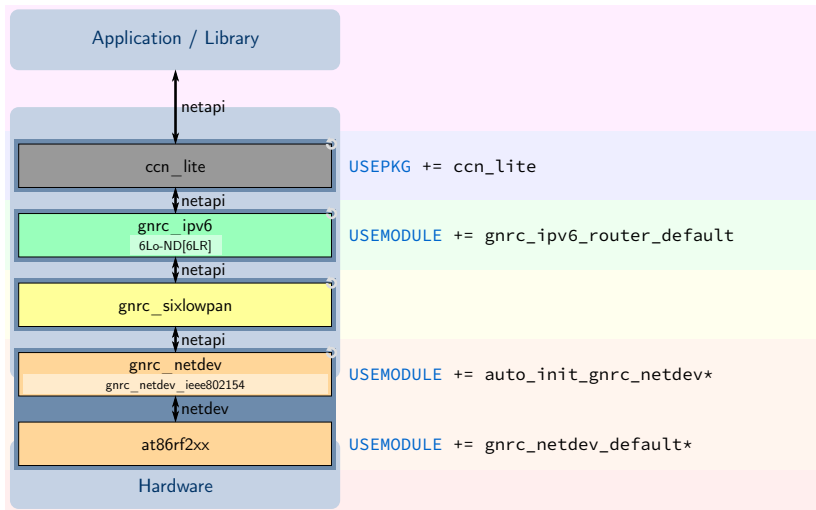 Application / Library
netapi
ccn_lite
USEPKG += ccn_lite
netapi
gnrc_ipv6
6Lo-ND[6LR]
USEMODULE += gnrc_ipv6_router_default
netapi
gnrc_sixlowpan
netapi
gnrc_netdev
gnrc_netdev_ieee802154
USEMODULE += auto_init_gnrc_netdev*
netdev
at86rf2xx
USEMODULE += gnrc_netdev_default*
Hardware